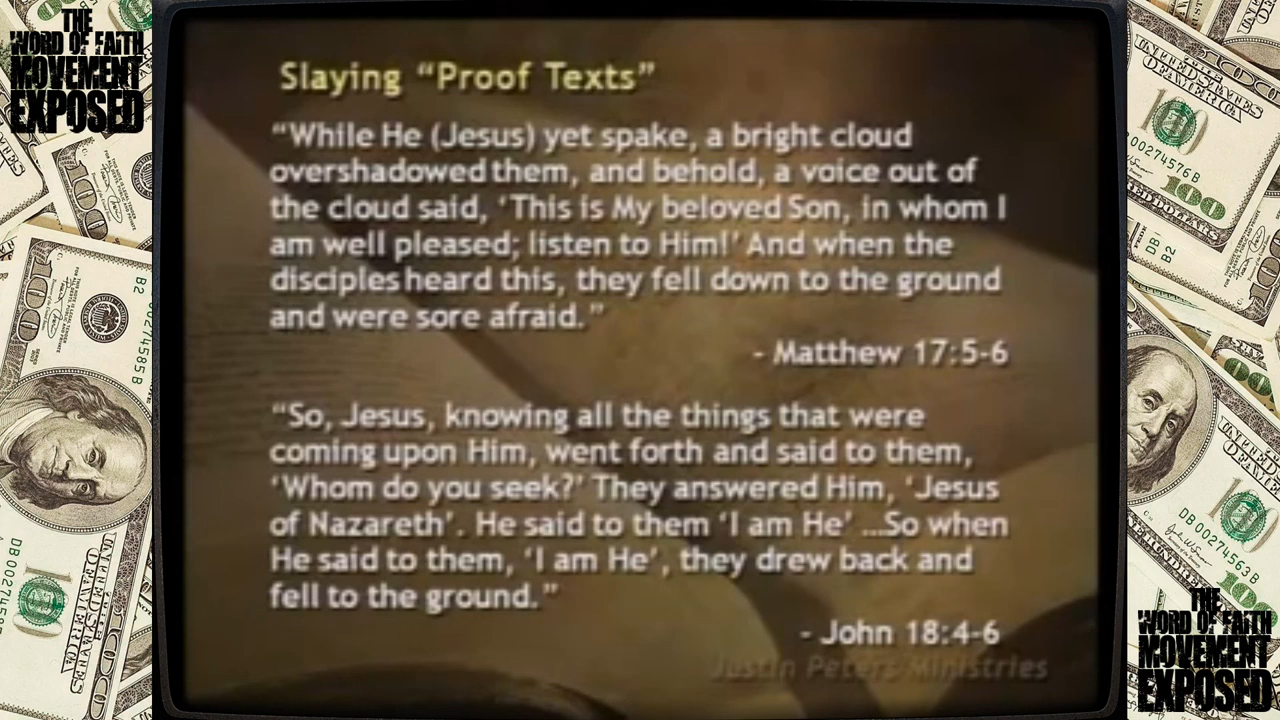 THE
WORD OF FAITH
MOVEMENT
EXPOSED
Slaying “Proof Texts”
“While He (Jesus) yet spake, a bright cloud
overshadowed them, and behold, a voice out of
the cloud said, ‘This is My beloved Son, in whom I
am well pleased; listen to Him!’ And when the
disciples heard this, they fell down to the ground
and were sore afraid.”
- Matthew 17:5-6
“So, Jesus, knowing all the things that were
coming upon Him, went forth and said to them,
‘Whom do you seek?’ They answered Him, ‘Jesus
of Nazareth’. He said to them ‘I am He’ …So when
He said to them, ‘I am He’, they drew back and
fell to the ground.”
- John 18:4-6
Justin Peters Ministries
THE
WORD OF FAITH
MOVEMENT
EXPOSED